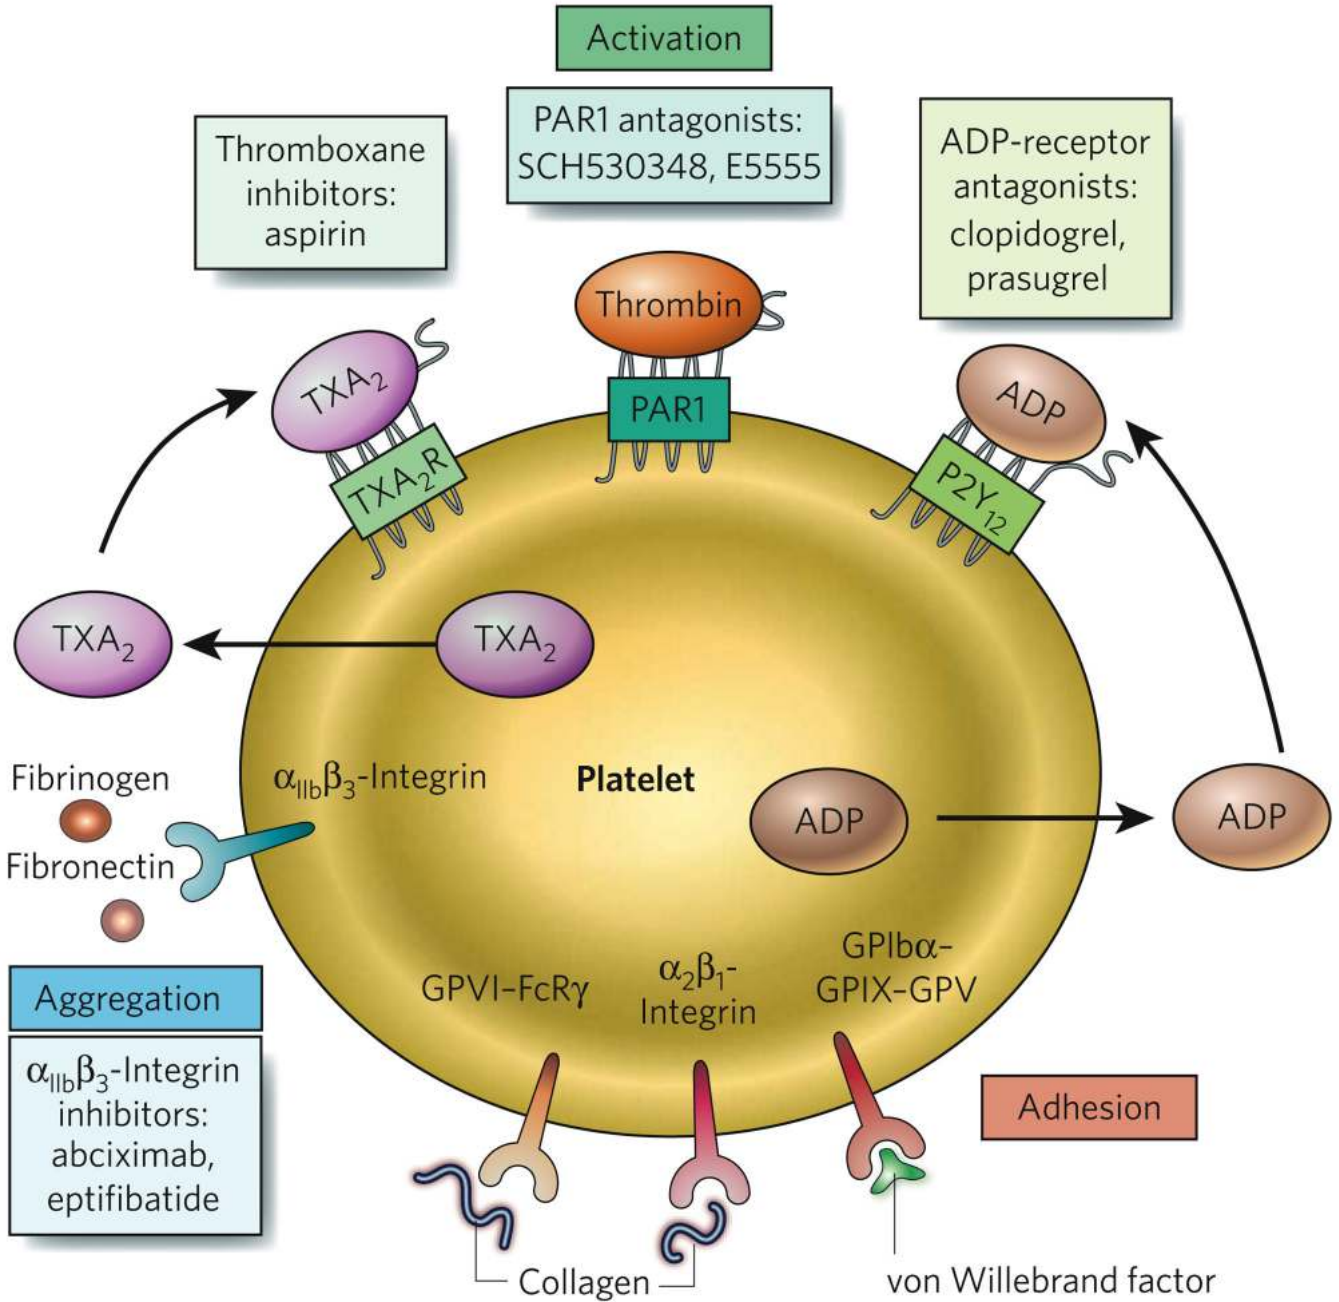 Activation
PAR1 antagonists:
SCH530348, E5555
Thromboxane
inhibitors:
aspirin
ADP-receptor
antagonists:
clopidogrel,
prasugrel
Thrombin
PAR1
TXA₂
TXA₂R
ADP
P2Y₁₂
TXA₂
TXA₂
Fibrinogen
Fibronectin
α_IIbβ₃-Integrin
Platelet
ADP
ADP
GPVI–FcRγ
α₂β₁-
Integrin
GPIbα–
GPIX–GPV
Aggregation
α_IIbβ₃-Integrin
inhibitors:
abciximab,
eptifibatide
Adhesion
Collagen
von Willebrand factor